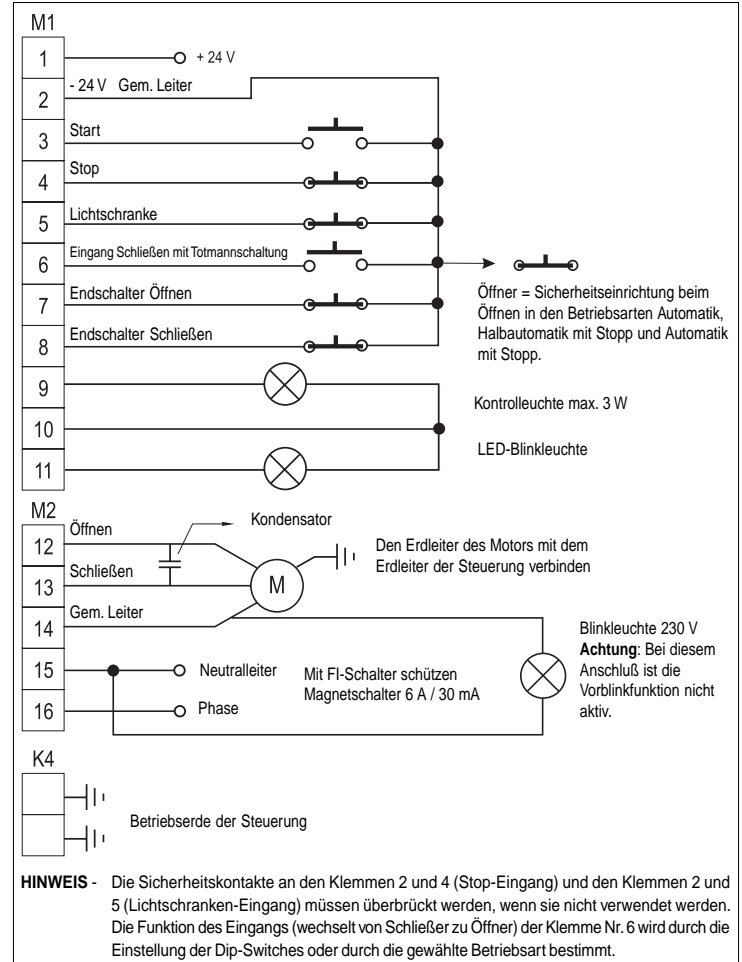 M1
1
+ 24 V
- 24 V Gem. Leiter
2
Start
3
Stop
4
Lichtschranke
5
Eingang Schließen mit Totmannschaltung
6
Endschalter Öffnen
7
Endschalter Schließen
8
Öffner = Sicherheitseinrichtung beim
Öffnen in den Betriebsarten Automatik,
Halbautomatik mit Stopp und Automatik
mit Stopp.
9
Kontrolleuchte max. 3 W
10
LED-Blinkleuchte
11
M2
Öffnen
12
Kondensator
Schließen
13
M
Den Erdleiter des Motors mit dem
Erdleiter der Steuerung verbinden
Gem. Leiter
14
15
Neutralleiter
16
Phase
Mit FI-Schalter schützen
Magnetschalter 6 A / 30 mA
Blinkleuchte 230 V
Achtung: Bei diesem
Anschluß ist die
Vorblinkfunktion nicht
aktiv.
K4
Betriebserde der Steuerung
HINWEIS - Die Sicherheitskontakte an den Klemmen 2 und 4 (Stop-Eingang) und den Klemmen 2 und
5 (Lichtschranken-Eingang) müssen überbrückt werden, wenn sie nicht verwendet werden.
Die Funktion des Eingangs (wechselt von Schließer zu Öffner) der Klemme Nr. 6 wird durch die
Einstellung der Dip-Switches oder durch die gewählte Betriebsart bestimmt.